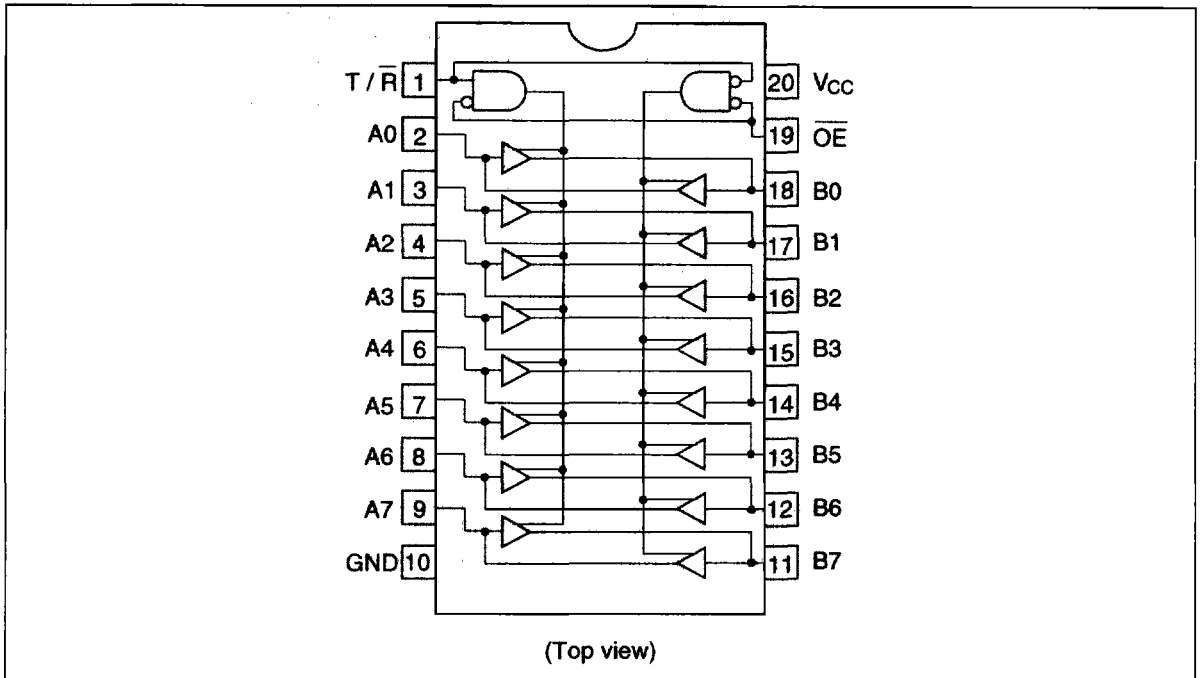 T / R̅ 1
A0 2
A1 3
A2 4
A3 5
A4 6
A5 7
A6 8
A7 9
GND 10
20 VCC
19 O̅E̅
18 B0
17 B1
16 B2
15 B3
14 B4
13 B5
12 B6
11 B7
(Top view)